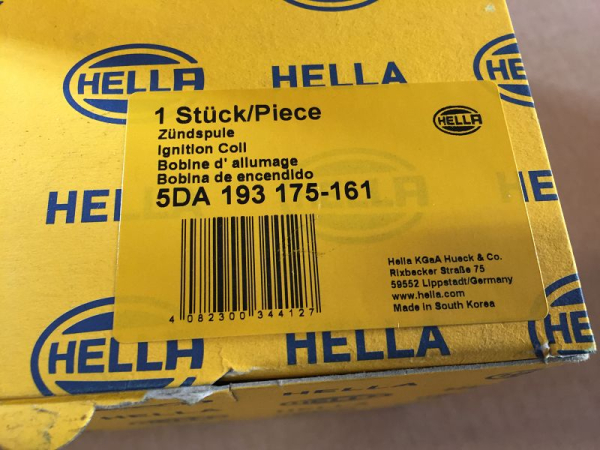 HELLA
HELLA
HELLA
1 Stück/Piece
Zündspule
Ignition Coil
Bobine d' allumage
Bobina de encendido
5DA 193 175-161
HELLA
HELLA
4 082300 344127
Hella KGaA Hueck & Co.
Rixbecker Straße 75
59552 Lippstadt/Germany
www.hella.com
Made in South Korea
HELLA
HELLA
HELLA